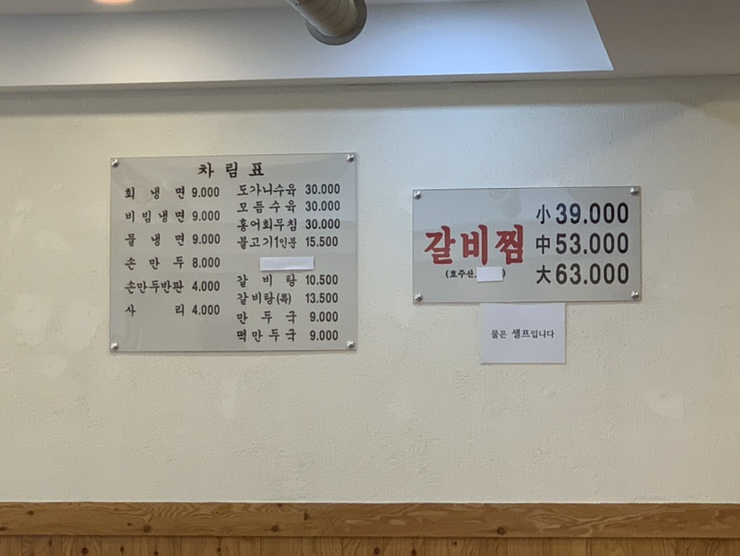 차림표
회냉면 9.000
비빔냉면 9.000
물냉면 9.000
손만두 8.000
손만두반판 4.000
사리 4.000
도가니수육 30.000
모듬수육 30.000
홍어회무침 30.000
불고기1인분 15.500
갈비탕 10.500
갈비탕(특) 13.500
만두국 9.000
떡만두국 9.000
갈비찜
(호주산, )
小 39.000
中 53.000
大 63.000
물은 셀프입니다